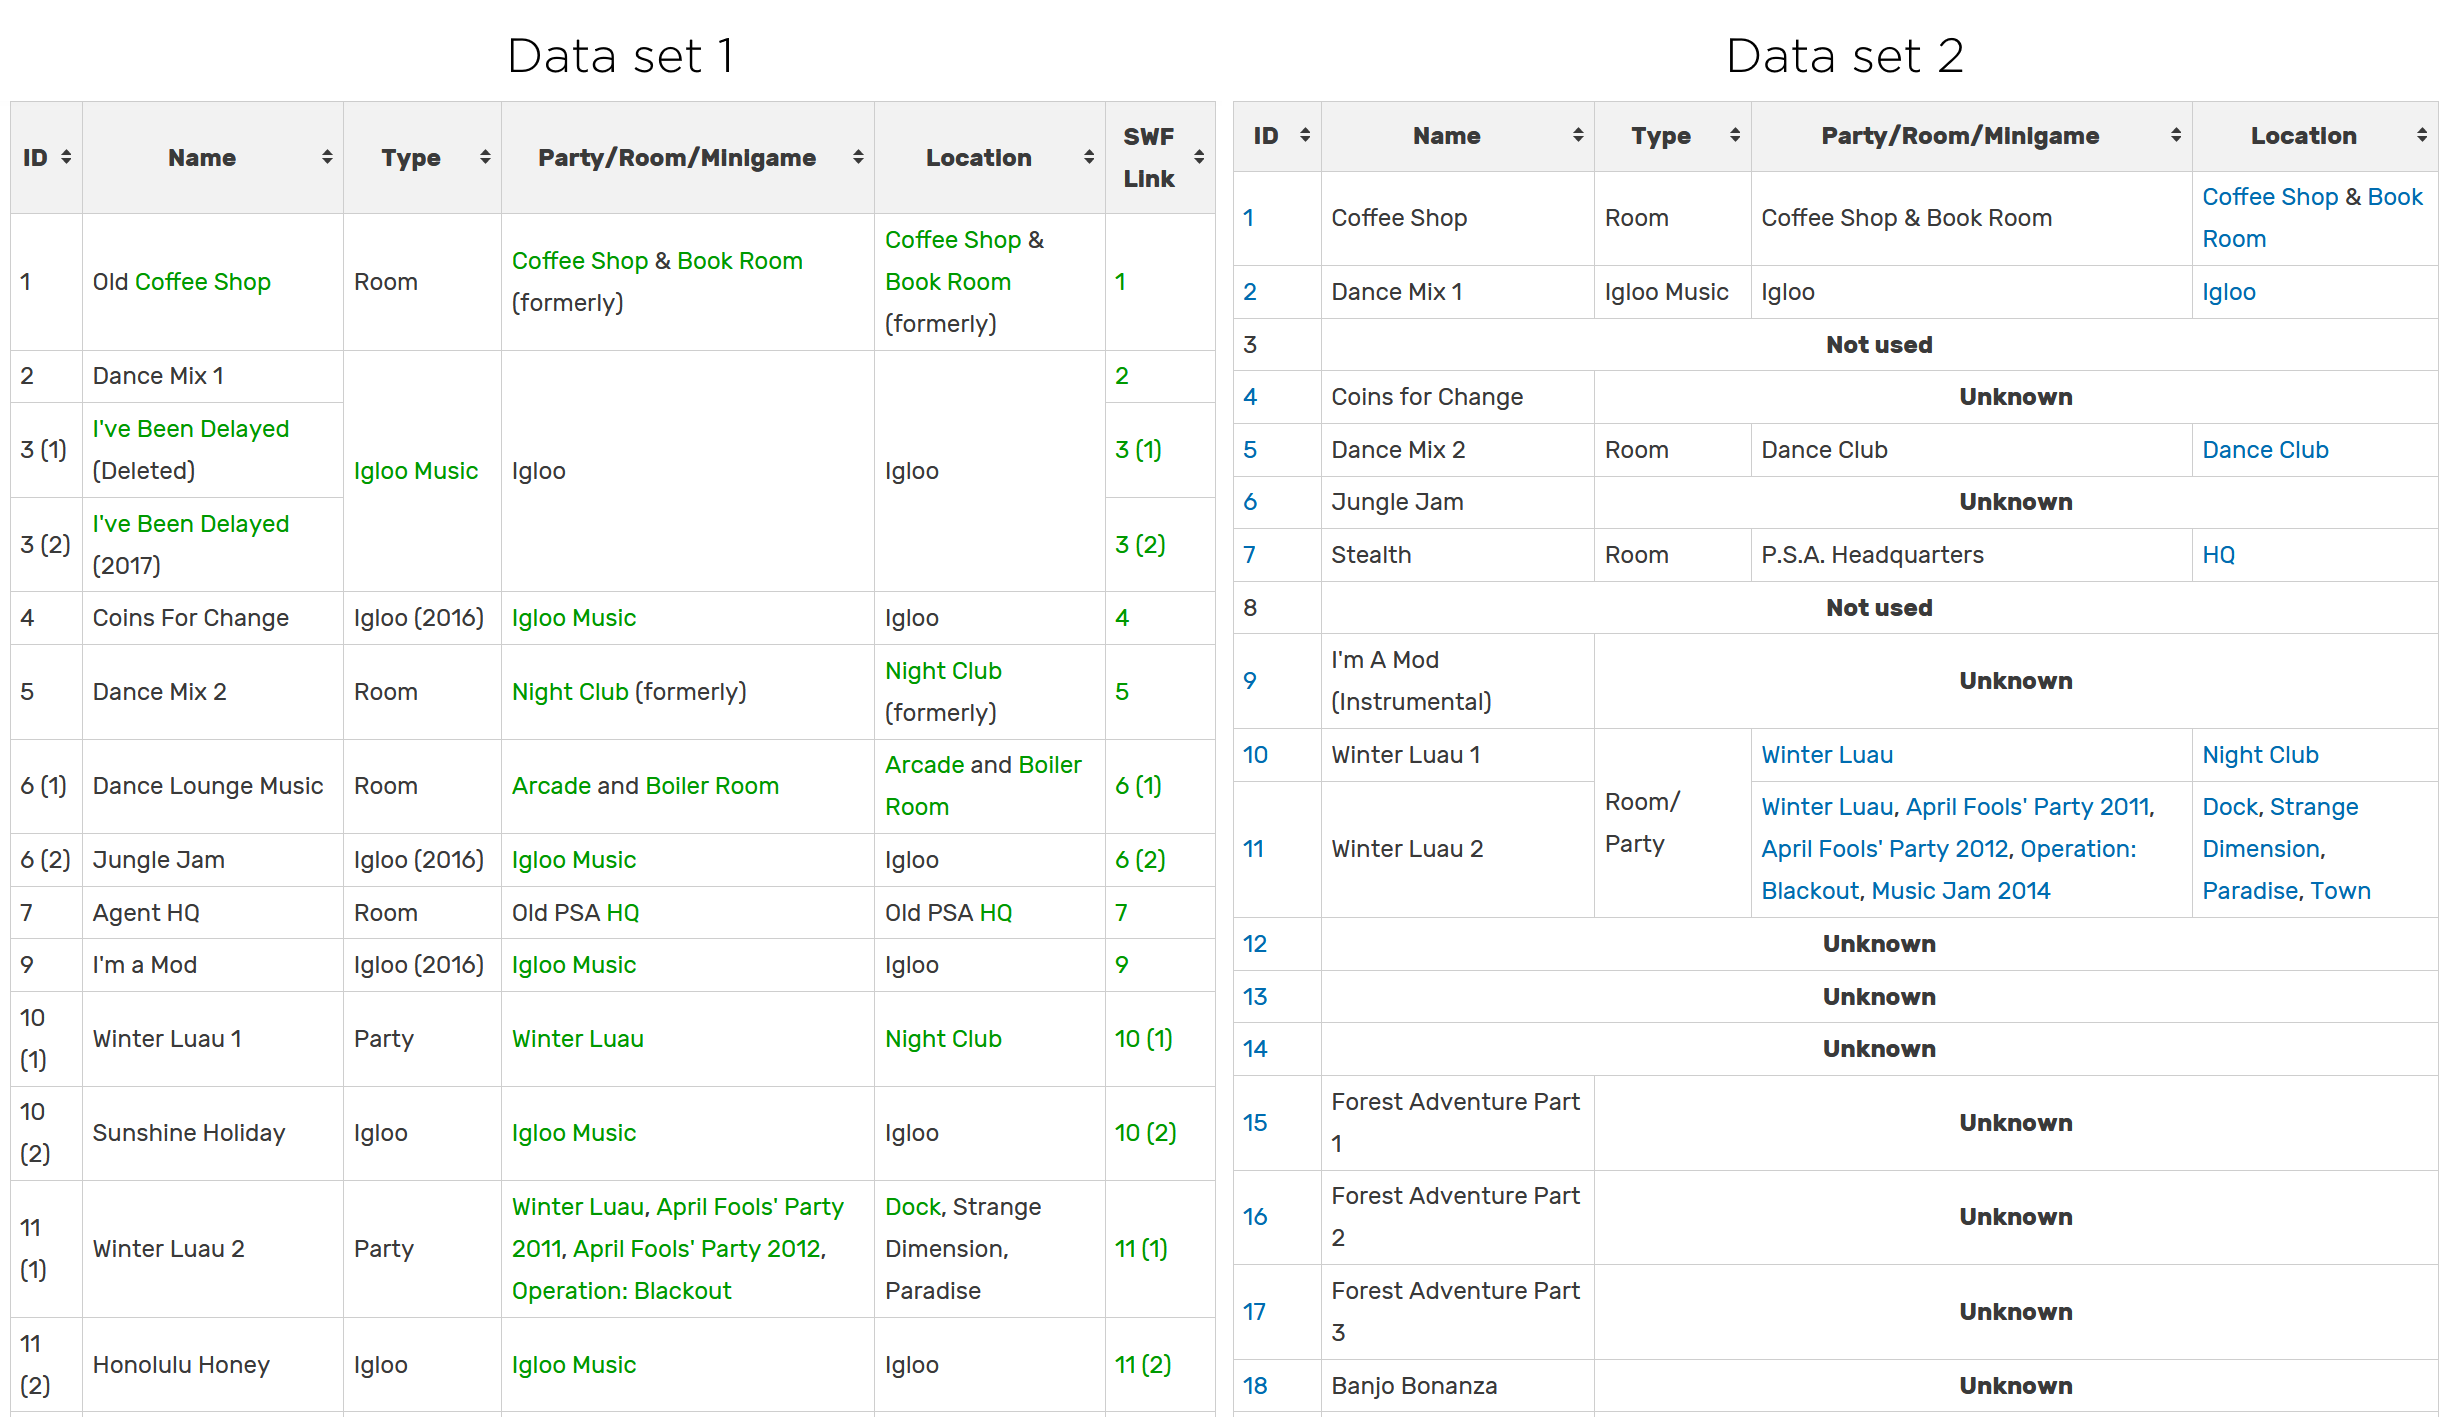 Data set 1
ID Name Type Party/Room/Minigame Location SWF
Link
1 Old Coffee Shop Room Coffee Shop & Book Room
(formerly) Coffee Shop &
Book Room
(formerly) 1
2 Dance Mix 1 Igloo Music Igloo Igloo 2
3 (1) I've Been Delayed
(Deleted) 3 (1)
3 (2) I've Been Delayed
(2017) 3 (2)
4 Coins For Change Igloo (2016) Igloo Music Igloo 4
5 Dance Mix 2 Room Night Club (formerly) Night Club
(formerly) 5
6 (1) Dance Lounge Music Room Arcade and Boiler Room Arcade and Boiler
Room 6 (1)
6 (2) Jungle Jam Igloo (2016) Igloo Music Igloo 6 (2)
7 Agent HQ Room Old PSA HQ Old PSA HQ 7
9 I'm a Mod Igloo (2016) Igloo Music Igloo 9
10
(1) Winter Luau 1 Party Winter Luau Night Club 10 (1)
10
(2) Sunshine Holiday Igloo Igloo Music Igloo 10 (2)
11
(1) Winter Luau 2 Party Winter Luau, April Fools' Party
2011, April Fools' Party 2012,
Operation: Blackout Dock, Strange
Dimension,
Paradise 11 (1)
11
(2) Honolulu Honey Igloo Igloo Music Igloo 11 (2)
Data set 2
ID Name Type Party/Room/Minigame Location
1 Coffee Shop Room Coffee Shop & Book Room Coffee Shop & Book
Room
2 Dance Mix 1 Igloo Music Igloo Igloo
3 Not used
4 Coins for Change Unknown
5 Dance Mix 2 Room Dance Club Dance Club
6 Jungle Jam Unknown
7 Stealth Room P.S.A. Headquarters HQ
8 Not used
9 I'm A Mod
(Instrumental) Unknown
10 Winter Luau 1 Room/
Party Winter Luau Night Club
11 Winter Luau 2 Winter Luau, April Fools' Party 2011,
April Fools' Party 2012, Operation:
Blackout, Music Jam 2014 Dock, Strange
Dimension,
Paradise, Town
12 Unknown
13 Unknown
14 Unknown
15 Forest Adventure Part
1 Unknown
16 Forest Adventure Part
2 Unknown
17 Forest Adventure Part
3 Unknown
18 Banjo Bonanza Unknown